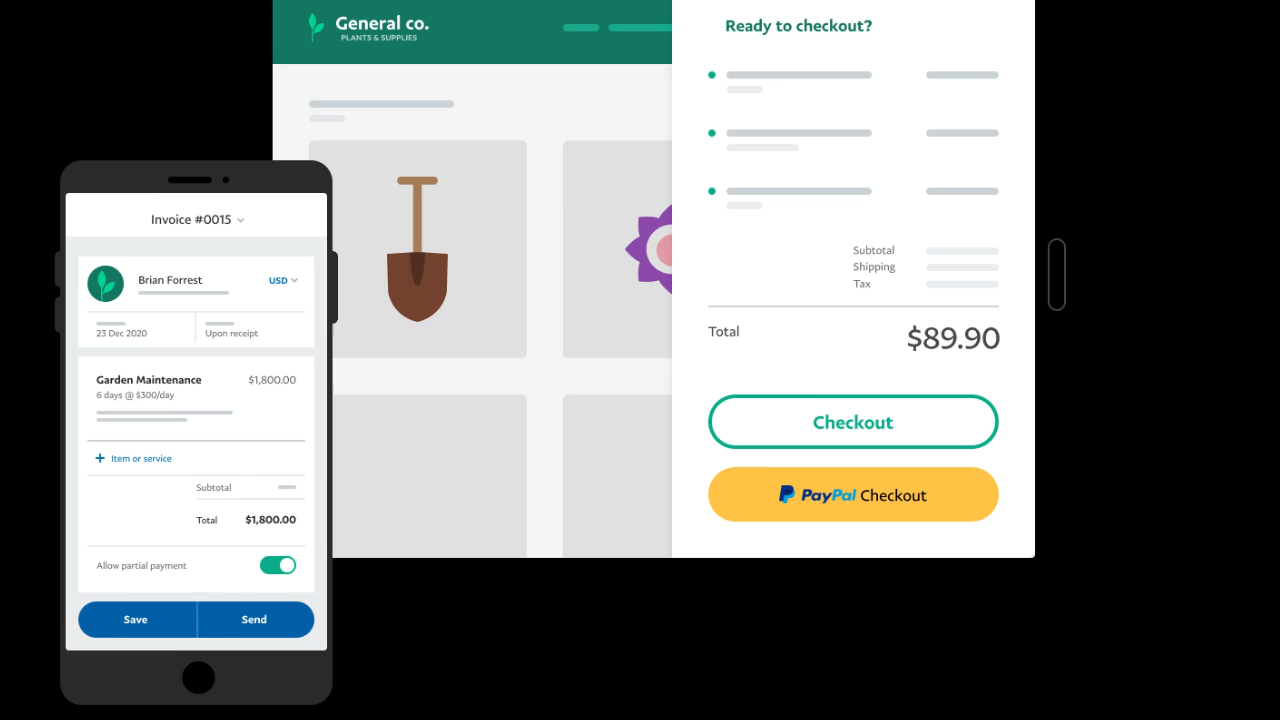 General co.
PLANTS & SUPPLIES
Ready to checkout?
Subtotal
Shipping
Tax
Total $89.90
Checkout
PayPal Checkout
Invoice #0015
Brian Forrest USD
23 Dec 2020 Upon receipt
Garden Maintenance $1,800.00
6 days @ $300/day
+ Item or service
Subtotal
Total $1,800.00
Allow partial payment
Save Send